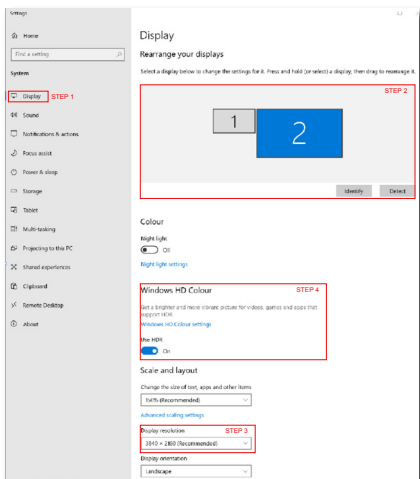 Settings
Home
Find a setting
System
Display STEP 1
Sound
Notifications & actions
Focus assist
Power & sleep
Storage
Tablet
Multi-tasking
Projecting to this PC
Shared experiences
Clipboard
Remote Desktop
About
Display
Rearrange your displays
Select a display below to change the settings for it. Press and hold (or select) a display, then drag to rearrange it.
STEP 2
1
2
Identify Detect
Colour
Night light
Off
Night light settings
Windows HD Colour STEP 4
Get a brighter and more vibrant picture for videos, games and apps that
support HDR.
Windows HD Colour settings
Use HDR
On
Scale and layout
Change the size of text, apps and other items
(Recommended)
Advanced scaling settings
Display resolution STEP 3
3840 × 2160 (Recommended)
Display orientation
Landscape